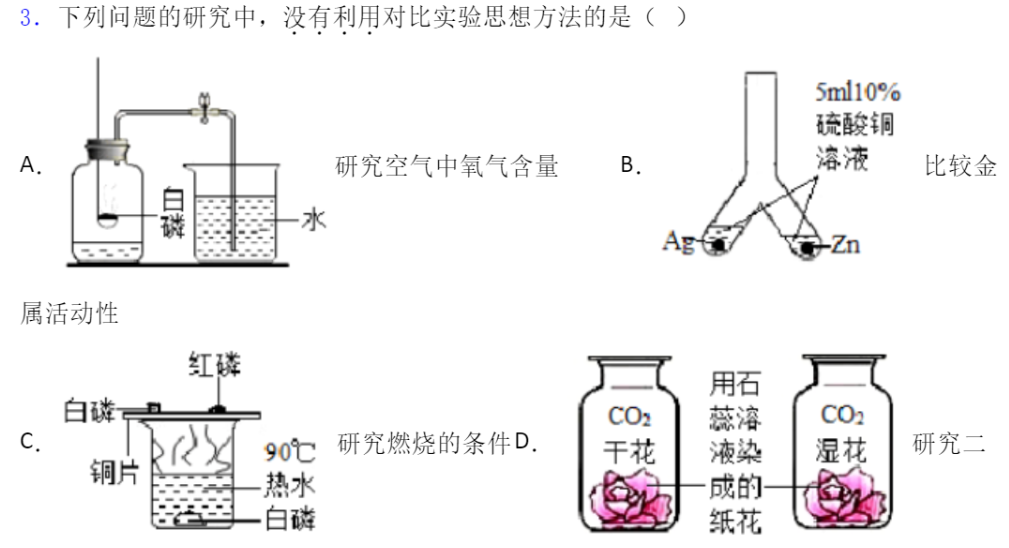 3. 下列问题的研究中，没有利用对比实验思想方法的是（ ）
A.
白
磷
水
研究空气中氧气含量
B.
5ml10%
硫酸铜
溶液
Ag
Zn
比较金
属活动性
C.
红磷
白磷
铜片
90℃
热水
白磷
研究燃烧的条件
D.
CO₂
干花
用石
蕊溶
液染
成的
纸花
CO₂
湿花
研究二